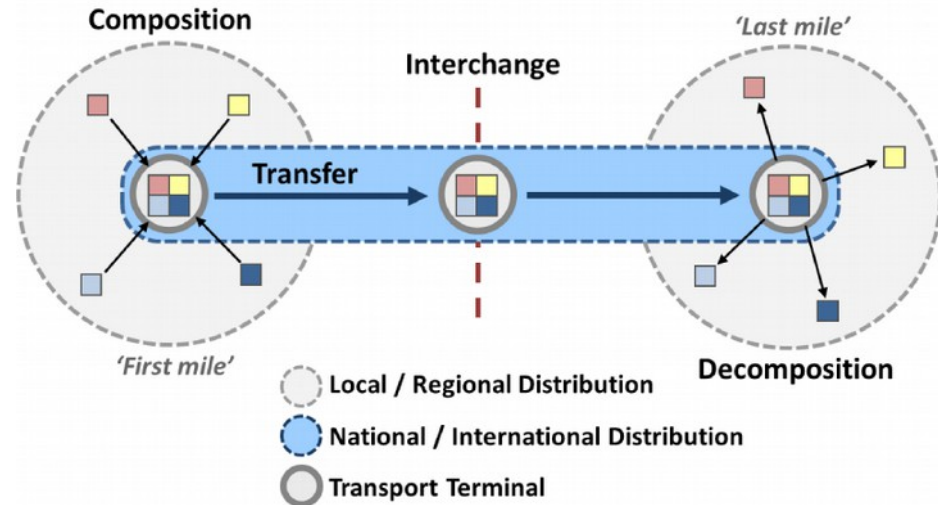 Composition
'Last mile'
Interchange
Transfer
'First mile'
Decomposition
Local / Regional Distribution
National / International Distribution
Transport Terminal